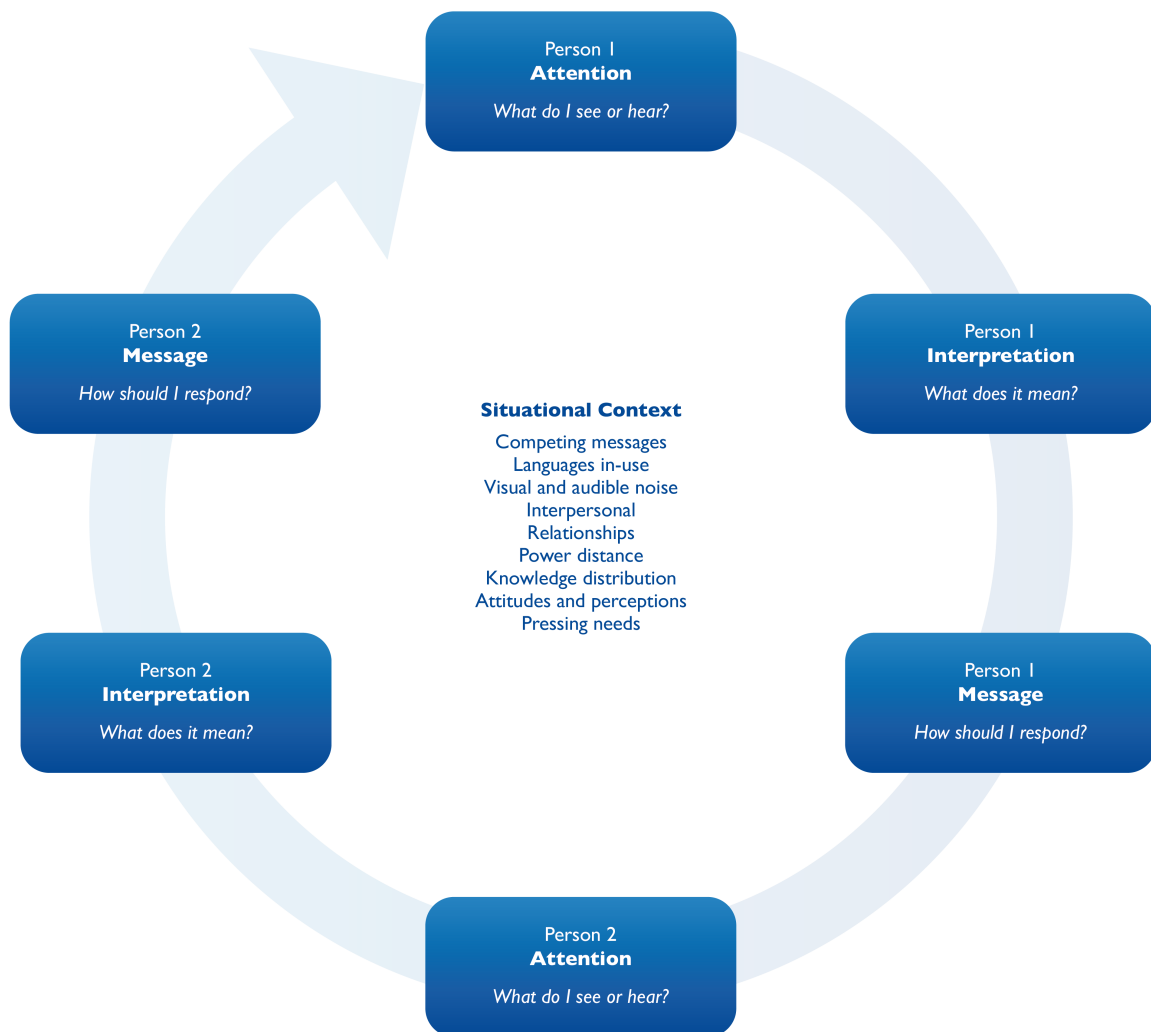 Person 1
Attention
What do I see or hear?
Person 1
Interpretation
What does it mean?
Person 1
Message
How should I respond?
Person 2
Attention
What do I see or hear?
Person 2
Interpretation
What does it mean?
Person 2
Message
How should I respond?
Situational Context
Competing messages
Languages in-use
Visual and audible noise
Interpersonal
Relationships
Power distance
Knowledge distribution
Attitudes and perceptions
Pressing needs